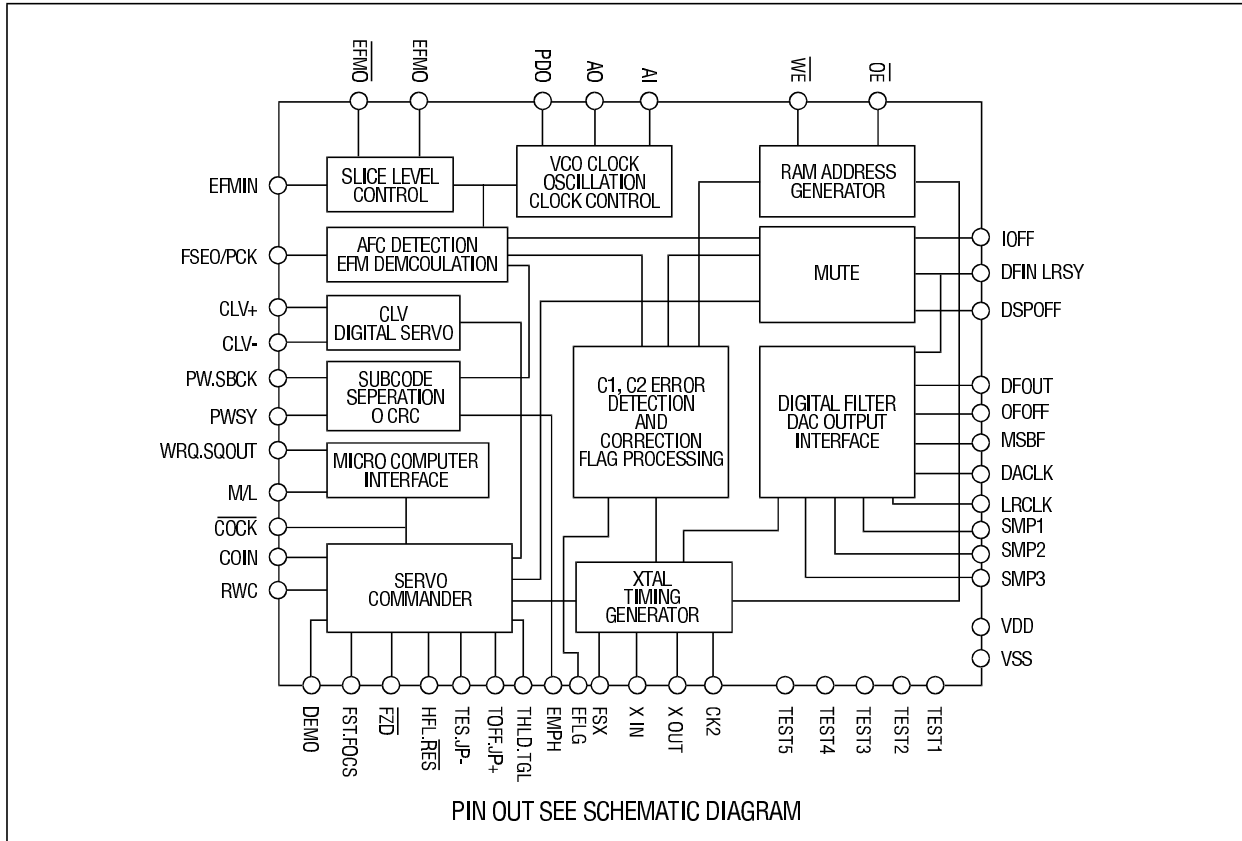 EFMO
EFMO
PDO
AO
AI
WE
OE
EFMIN
SLICE LEVEL
CONTROL
VCO CLOCK
OSCILLATION
CLOCK CONTROL
RAM ADDRESS
GENERATOR
FSEO/PCK
AFC DETECTION
EFM DEMCOULATION
MUTE
IOFF
DFIN LRSY
DSPOFF
CLV+
CLV-
CLV
DIGITAL SERVO
PW.SBCK
PWSY
SUBCODE
SEPERATION
O CRC
C1, C2 ERROR
DETECTION
AND
CORRECTION
FLAG PROCESSING
DIGITAL FILTER
DAC OUTPUT
INTERFACE
DFOUT
OFOFF
MSBF
DACLK
LRCLK
SMP1
SMP2
SMP3
WRQ.SQOUT
M/L
MICRO COMPUTER
INTERFACE
COCK
COIN
RWC
SERVO
COMMANDER
XTAL
TIMING
GENERATOR
VDD
VSS
DEMO
FST.FOCS
FZD
HFL.RES
TES.JP-
TOFF.JP+
THLD.TGL
EMPH
EFLG
FSX
X IN
X OUT
CK2
TEST5
TEST4
TEST3
TEST2
TEST1
PIN OUT SEE SCHEMATIC DIAGRAM